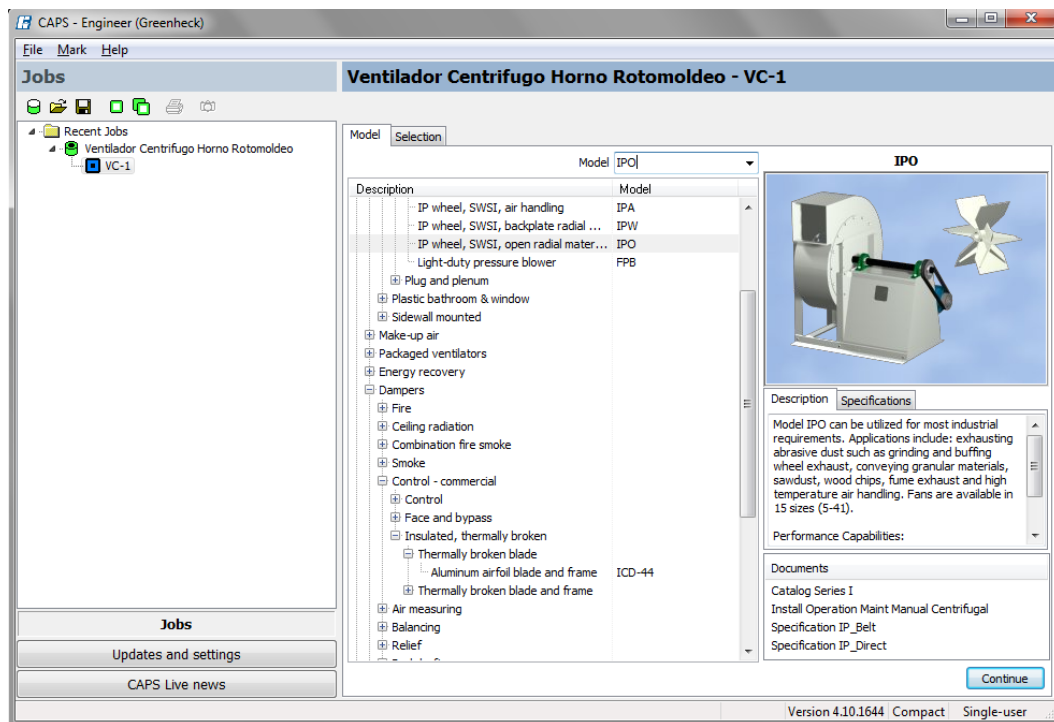 CAPS - Engineer (Greenheck)
File Mark Help
Jobs
Ventilador Centrifugo Horno Rotomoldeo - VC-1
Recent Jobs
Ventilador Centrifugo Horno Rotomoldeo
VC-1
Model Selection
Model IPO
Description Model
IP wheel, SWSI, air handling IPA
IP wheel, SWSI, backplate radial ... IPW
IP wheel, SWSI, open radial mater... IPO
Light-duty pressure blower FPB
Plug and plenum
Plastic bathroom & window
Sidewall mounted
Make-up air
Packaged ventilators
Energy recovery
Dampers
Fire
Ceiling radiation
Combination fire smoke
Smoke
Control - commercial
Control
Face and bypass
Insulated, thermally broken
Thermally broken blade
Aluminum airfoil blade and frame ICD-44
Thermally broken blade and frame
Air measuring
Balancing
Relief
IPO
Description Specifications
Model IPO can be utilized for most industrial
requirements. Applications include: exhausting
abrasive dust such as grinding and buffing
wheel exhaust, conveying granular materials,
sawdust, wood chips, fume exhaust and high
temperature air handling. Fans are available in
15 sizes (5-41).
Performance Capabilities:
Documents
Catalog Series I
Install Operation Maint Manual Centrifugal
Specification IP_Belt
Specification IP_Direct
Jobs
Updates and settings
CAPS Live news
Continue
Version 4.10.1644 Compact Single-user